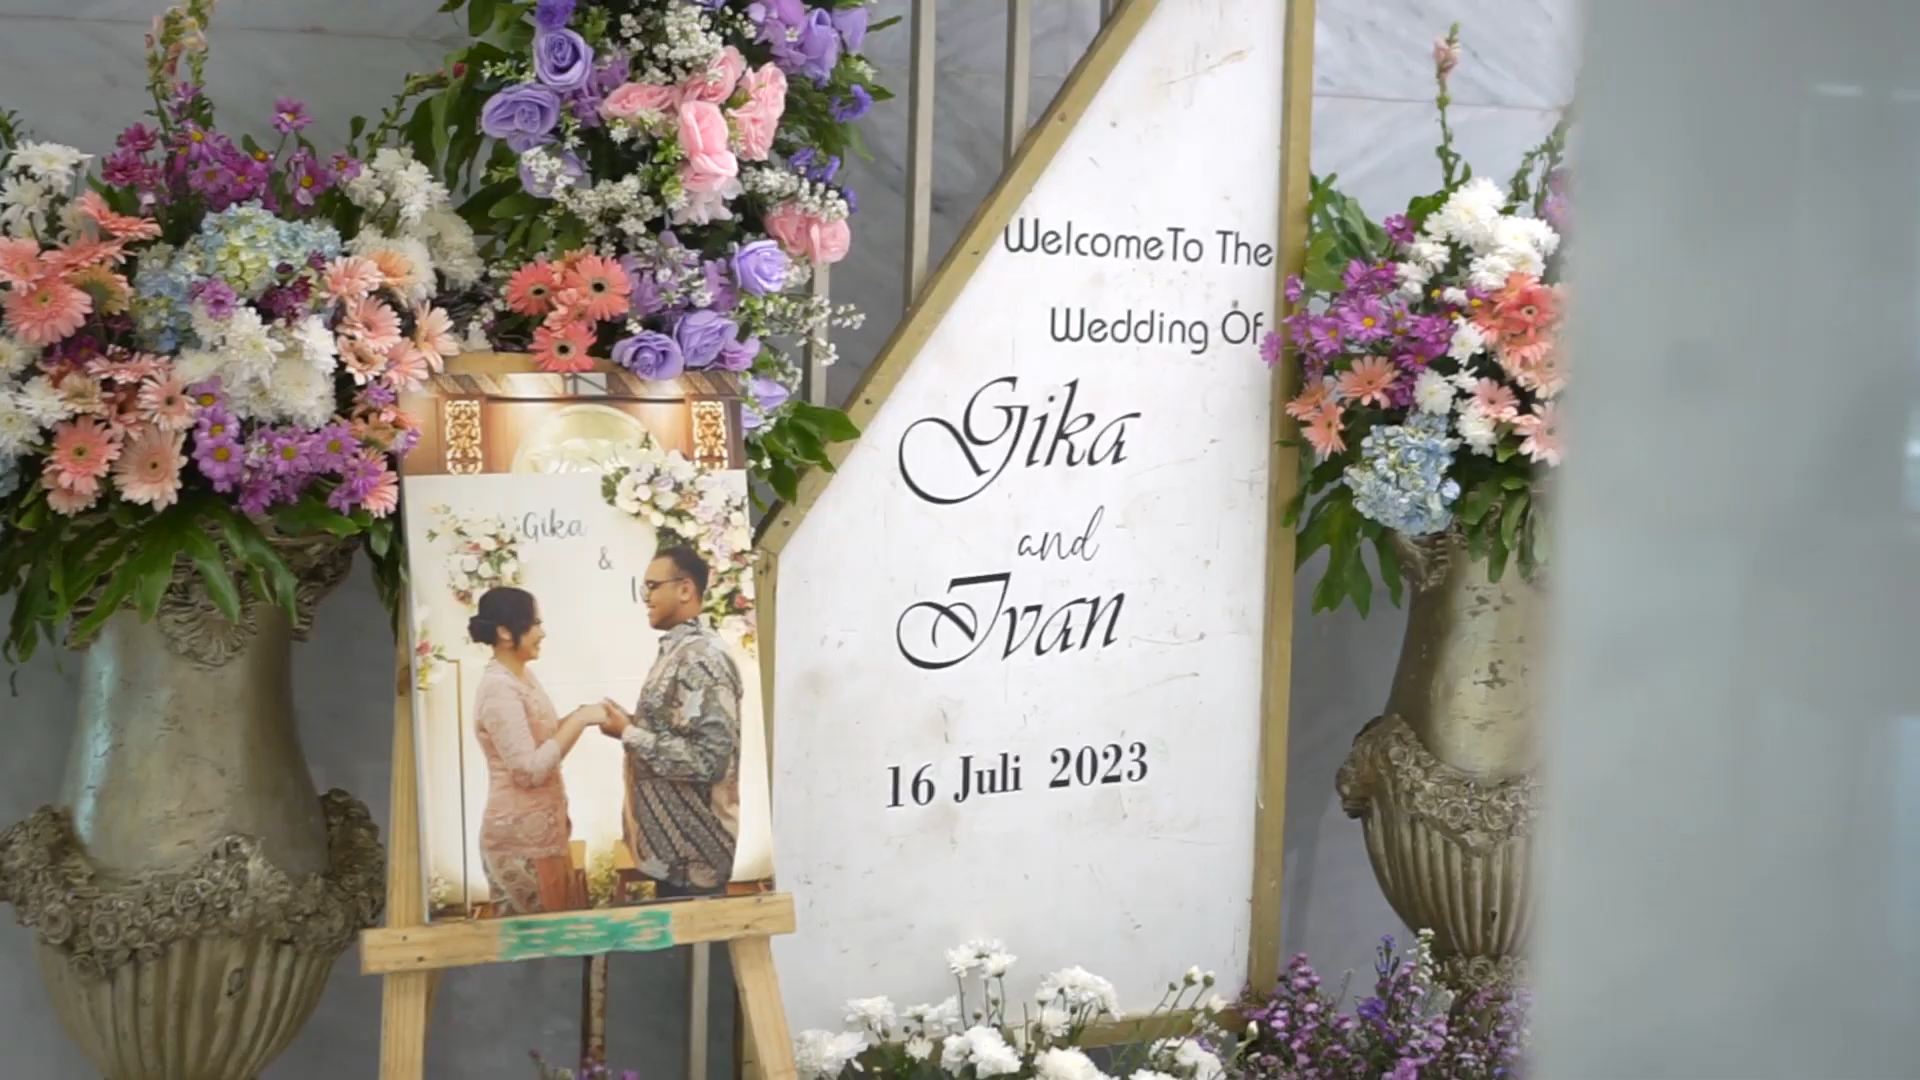 WelcomeTo The
Wedding Of
Gika
and
Ivan
16 Juli 2023
Gika
&